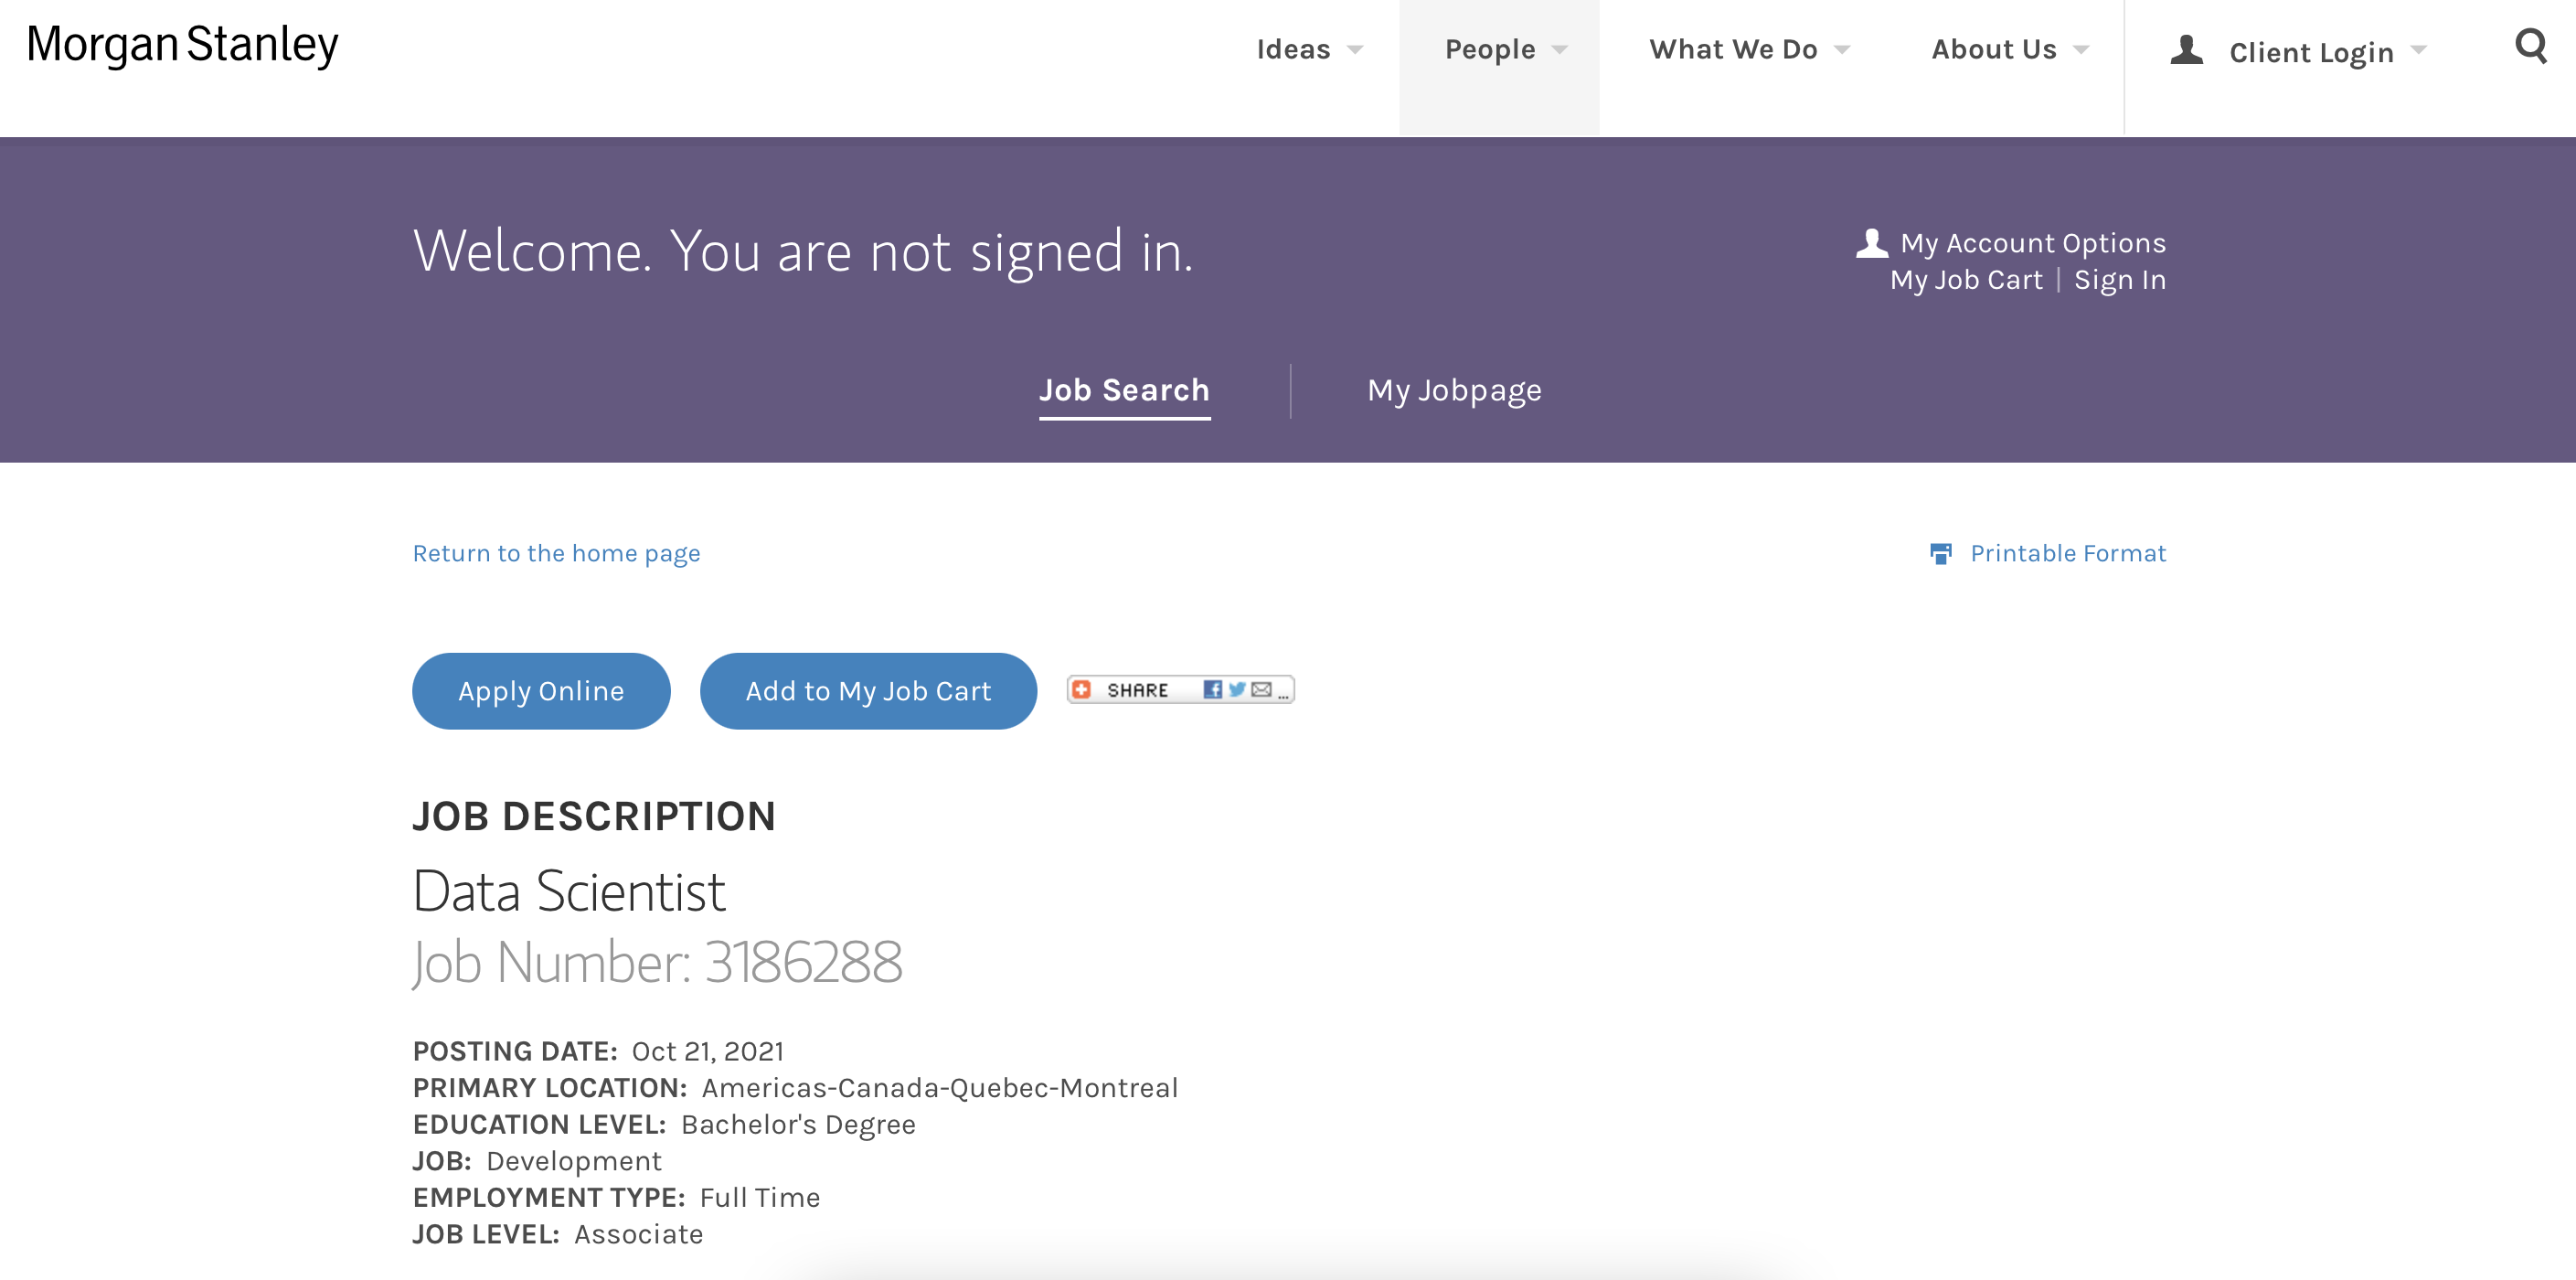 Morgan Stanley
Ideas People What We Do About Us Client Login
Welcome. You are not signed in.
My Account Options
My Job Cart | Sign In
Job Search My Jobpage
Return to the home page
Printable Format
Apply Online Add to My Job Cart SHARE ...
JOB DESCRIPTION
Data Scientist
Job Number: 3186288
POSTING DATE: Oct 21, 2021
PRIMARY LOCATION: Americas-Canada-Quebec-Montreal
EDUCATION LEVEL: Bachelor's Degree
JOB: Development
EMPLOYMENT TYPE: Full Time
JOB LEVEL: Associate